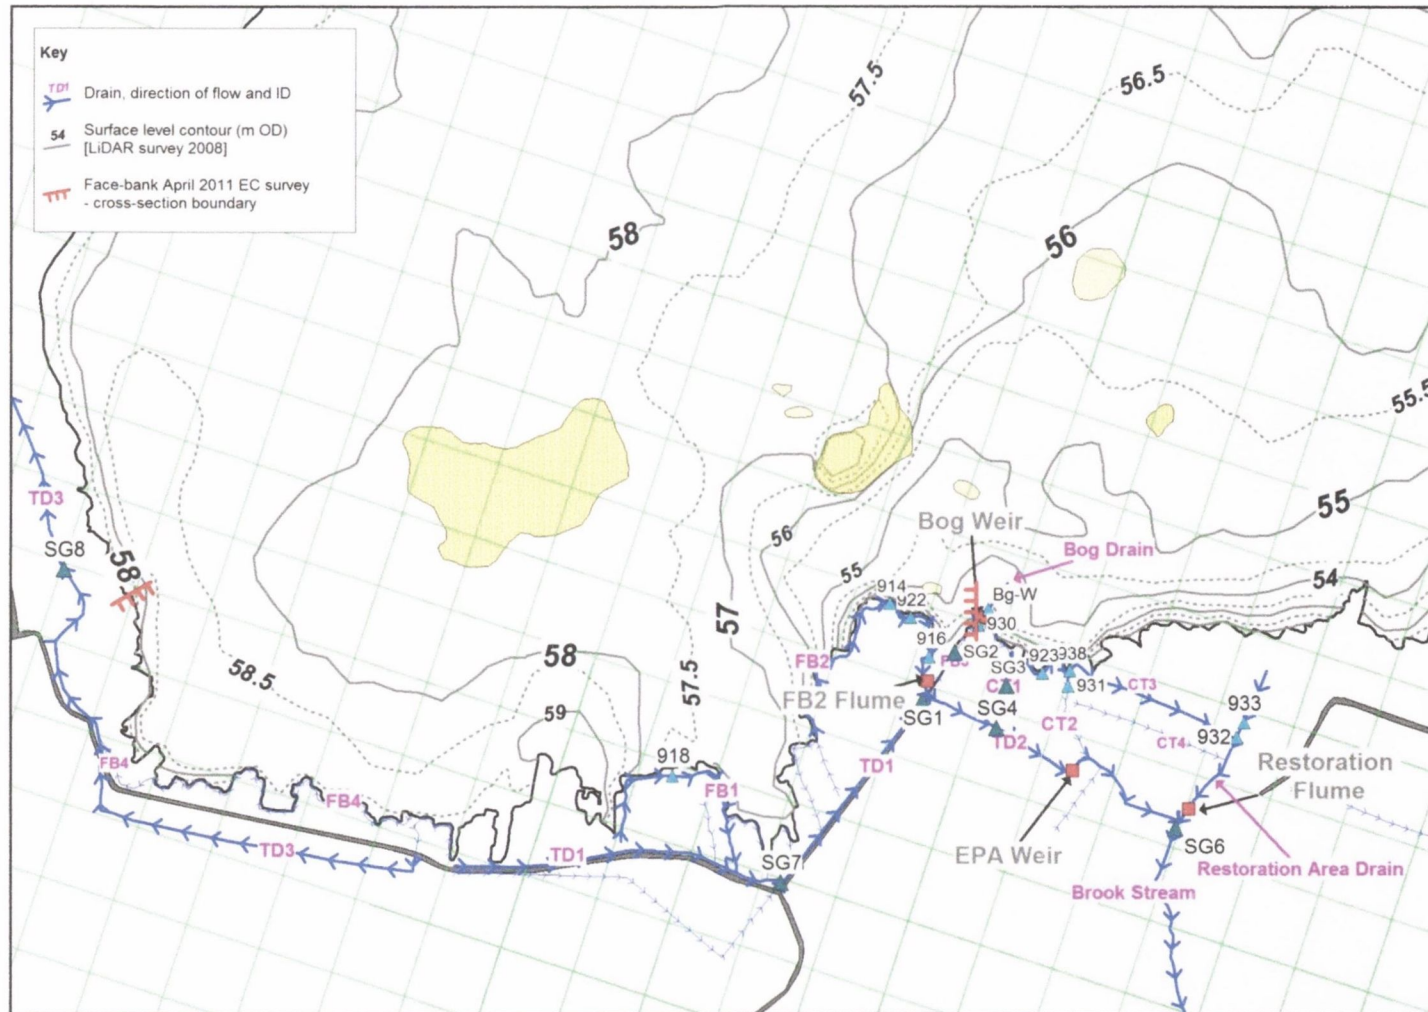 Key
TD1
Drain, direction of flow and ID
54
Surface level contour (m OD)
[LiDAR survey 2008]
Face-bank April 2011 EC survey
- cross-section boundary
57.5
56.5
58
56
55.5
TD3
SG8
58
56
55
Bog Weir
Bog Drain
55
54
914
922
Bg-W
930
916
57
58
58.5
57.5
FB2
FB3
SG2
SG3
923
938
CT1
931
CT3
FB2 Flume
SG1
SG4
CT2
933
932
CT4
TD2
59
918
FB4
FB4
FB1
TD1
Restoration
Flume
TD3
TD1
SG7
EPA Weir
SG6
Restoration Area Drain
Brook Stream